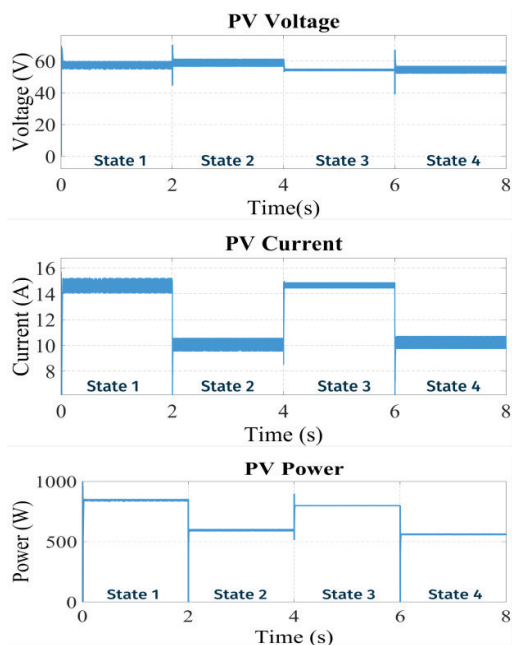 PV Voltage
Voltage (V)
60
40
20
0
State 1 State 2 State 3 State 4
0 2 4 6 8
Time(s)
PV Current
Current (A)
16
14
12
10
8
State 1 State 2 State 3 State 4
0 2 4 6 8
Time (s)
PV Power
Power (W)
1000
500
0
State 1 State 2 State 3 State 4
0 2 4 6 8
Time (s)